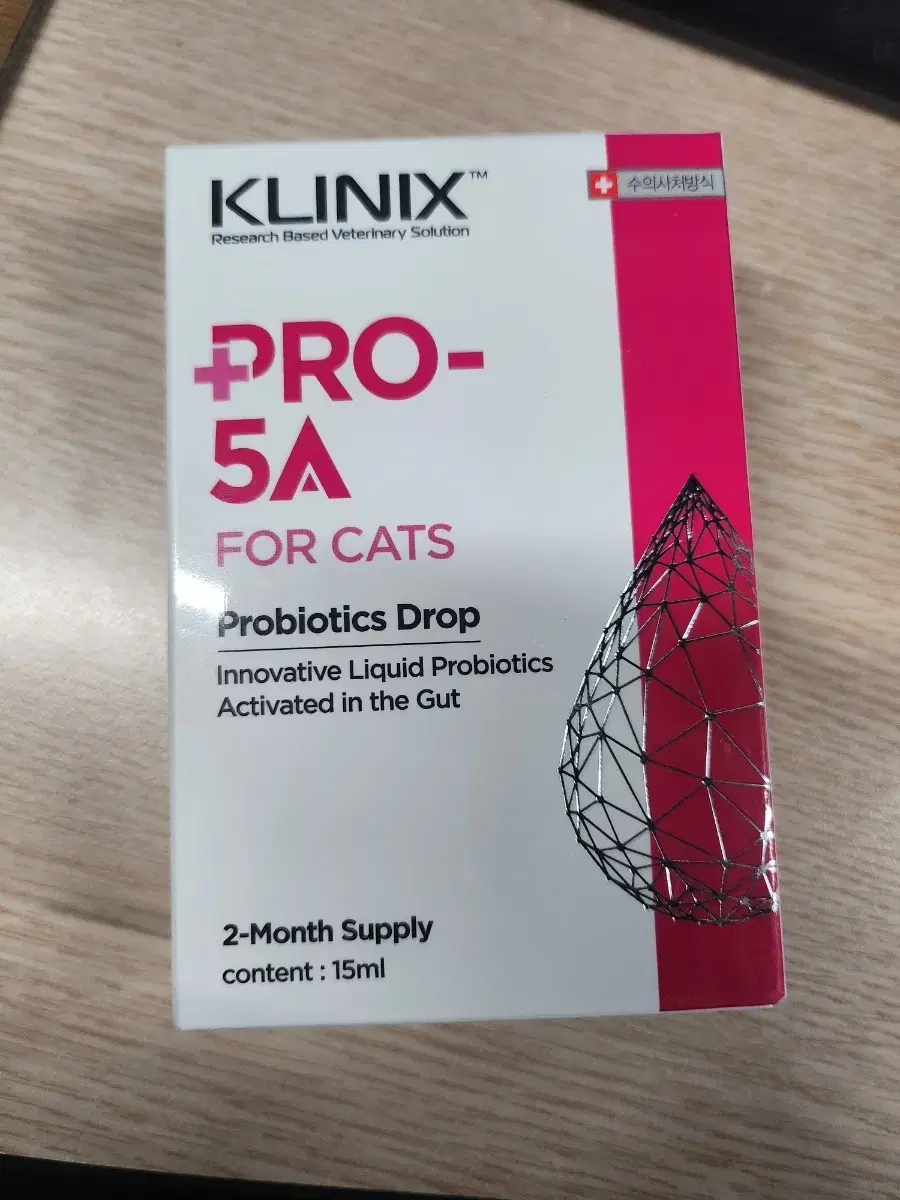 KLINIX™
Research Based Veterinary Solution
수의사처방식
PRO-
5A
FOR CATS
Probiotics Drop
Innovative Liquid Probiotics
Activated in the Gut
2-Month Supply
content : 15ml